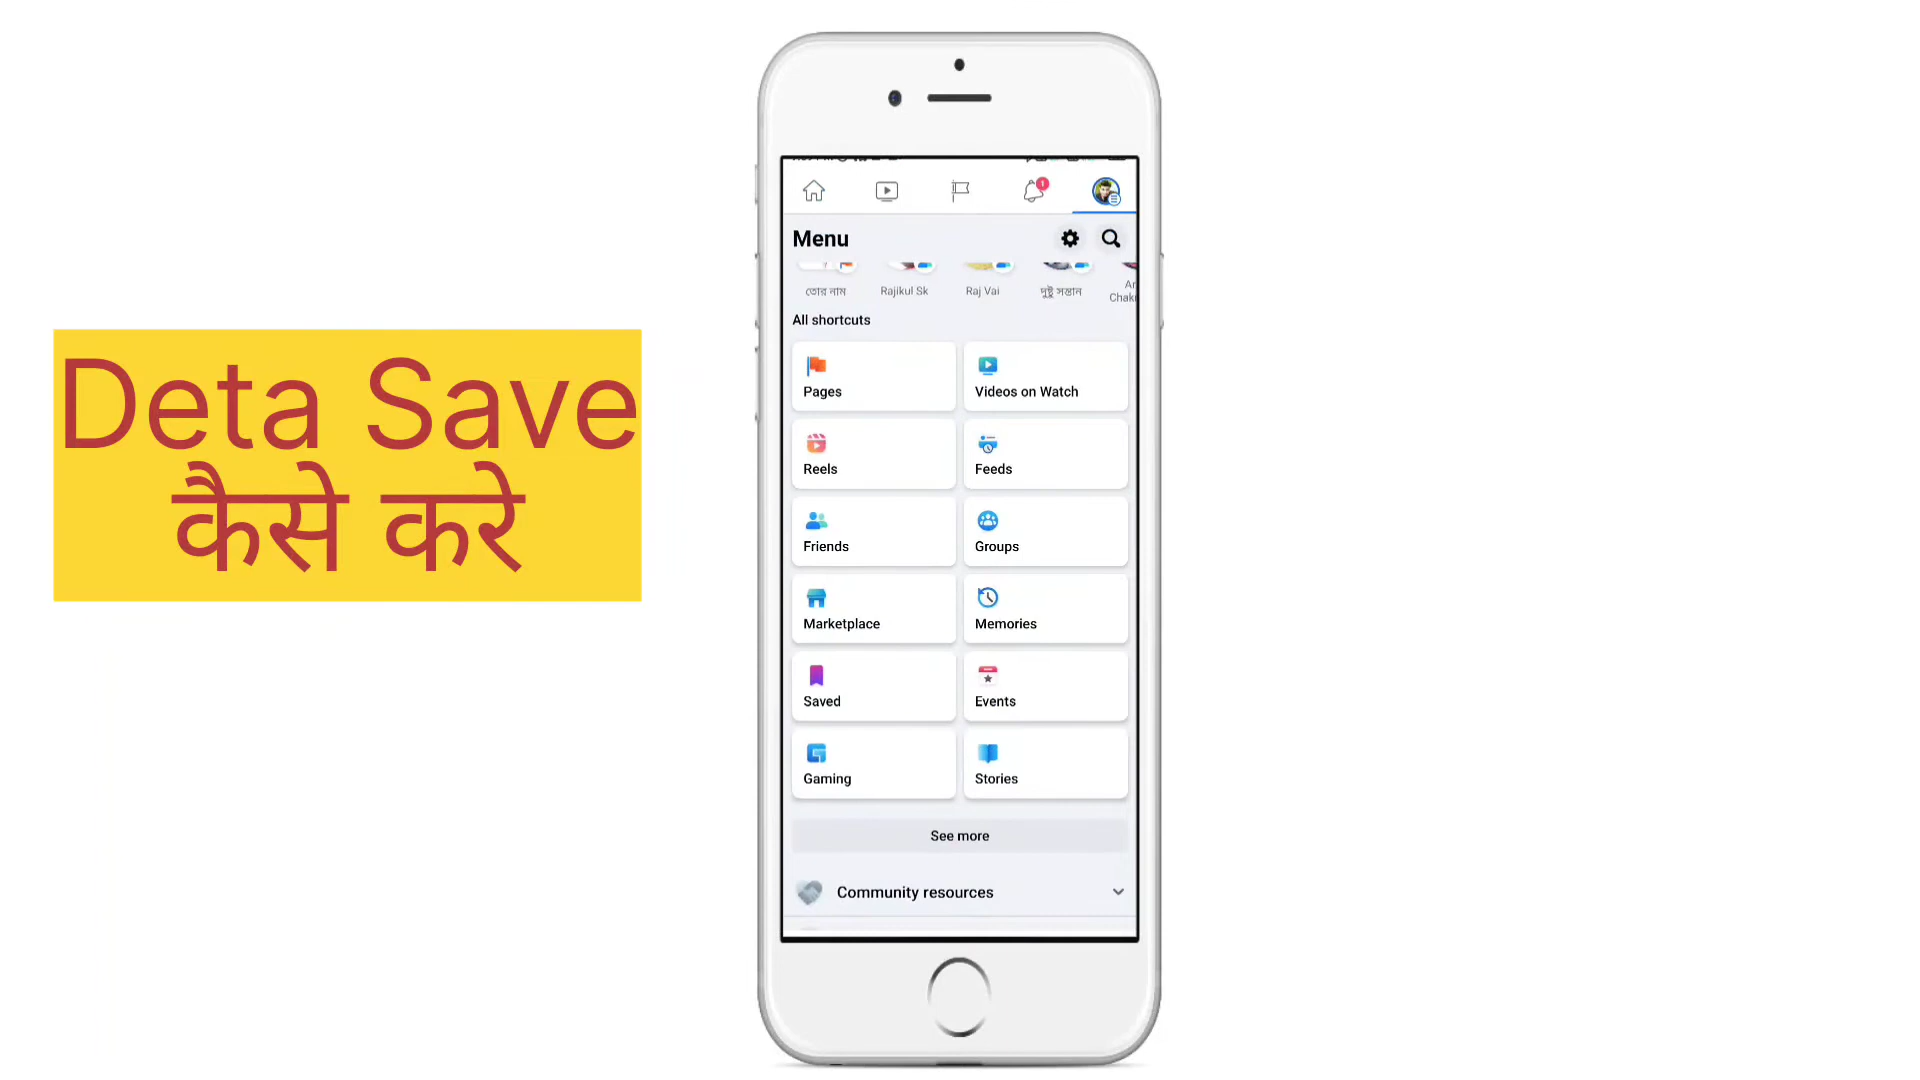 Deta Save
कैसे करे
1
Menu
তোর নাম
Rajikul Sk
Raj Vai
দুষ্টু সন্তান
All shortcuts
Pages
Videos on Watch
Reels
Feeds
Friends
Groups
Marketplace
Memories
Saved
Events
Gaming
Stories
See more
Community resources